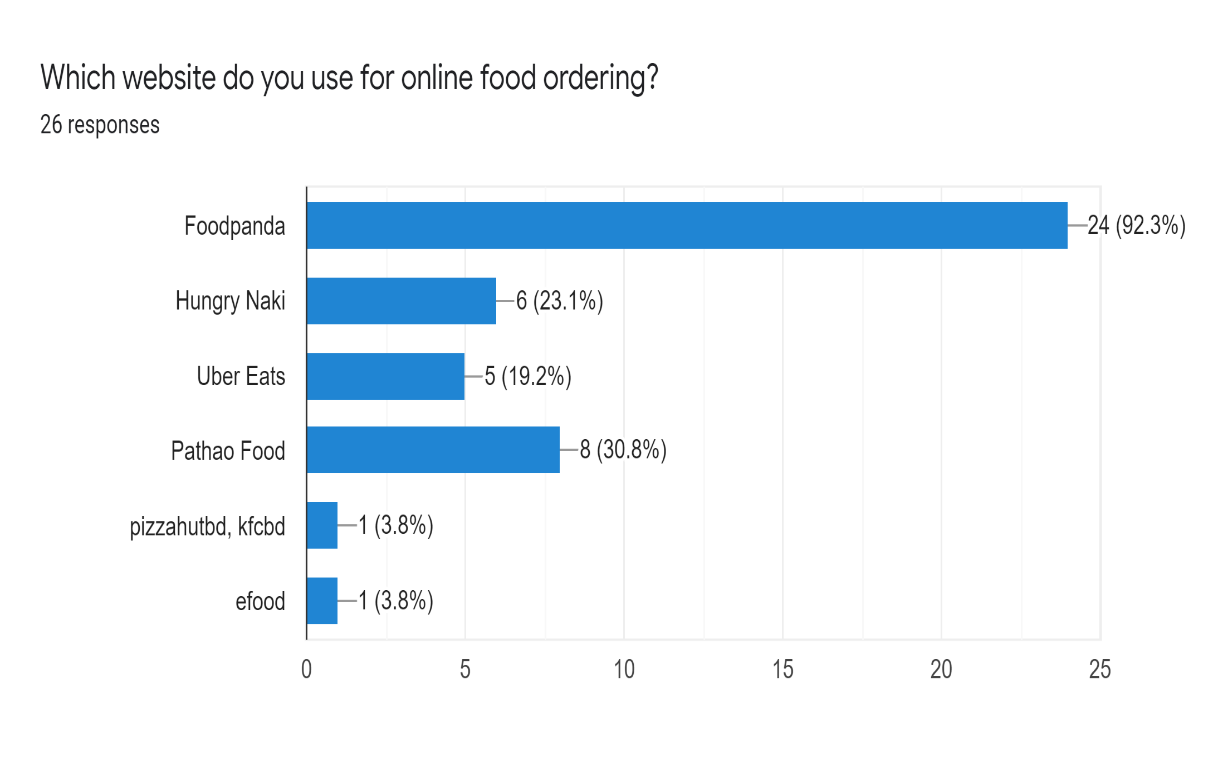 Which website do you use for online food ordering?
26 responses
Foodpanda
24 (92.3%)
Hungry Naki
6 (23.1%)
Uber Eats
5 (19.2%)
Pathao Food
8 (30.8%)
pizzahutbd, kfcbd
1 (3.8%)
efood
1 (3.8%)
0 5 10 15 20 25